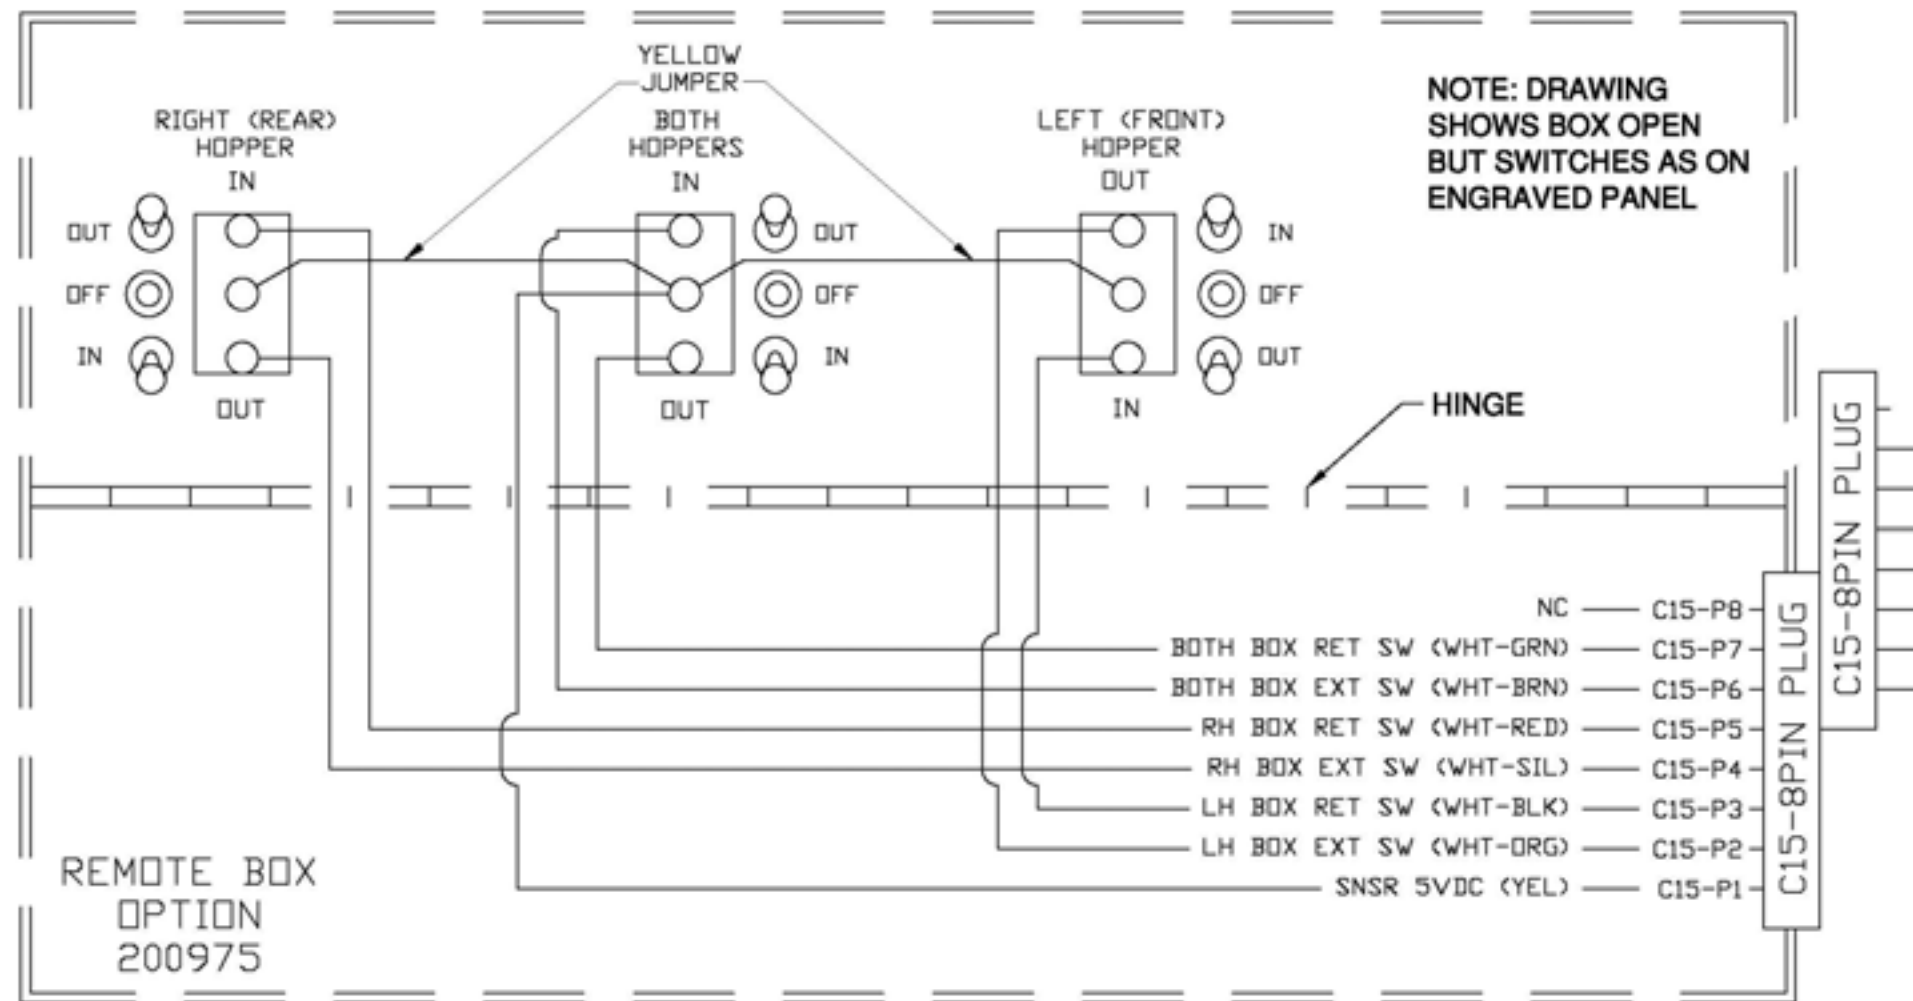 YELLOW
JUMPER
RIGHT (REAR)
HOPPER
IN
BOTH
HOPPERS
IN
LEFT (FRONT)
HOPPER
OUT
NOTE: DRAWING
SHOWS BOX OPEN
BUT SWITCHES AS ON
ENGRAVED PANEL
OUT
OFF
IN
OUT
OUT
OFF
IN
OUT
IN
OFF
OUT
IN
HINGE
C15-8PIN PLUG
C15-8PIN PLUG
NC C15-P8
BOTH BOX RET SW (WHT-GRN) C15-P7
BOTH BOX EXT SW (WHT-BRN) C15-P6
RH BOX RET SW (WHT-RED) C15-P5
RH BOX EXT SW (WHT-SIL) C15-P4
LH BOX RET SW (WHT-BLK) C15-P3
LH BOX EXT SW (WHT-ORG) C15-P2
SNSR 5VDC (YEL) C15-P1
REMOTE BOX
OPTION
200975